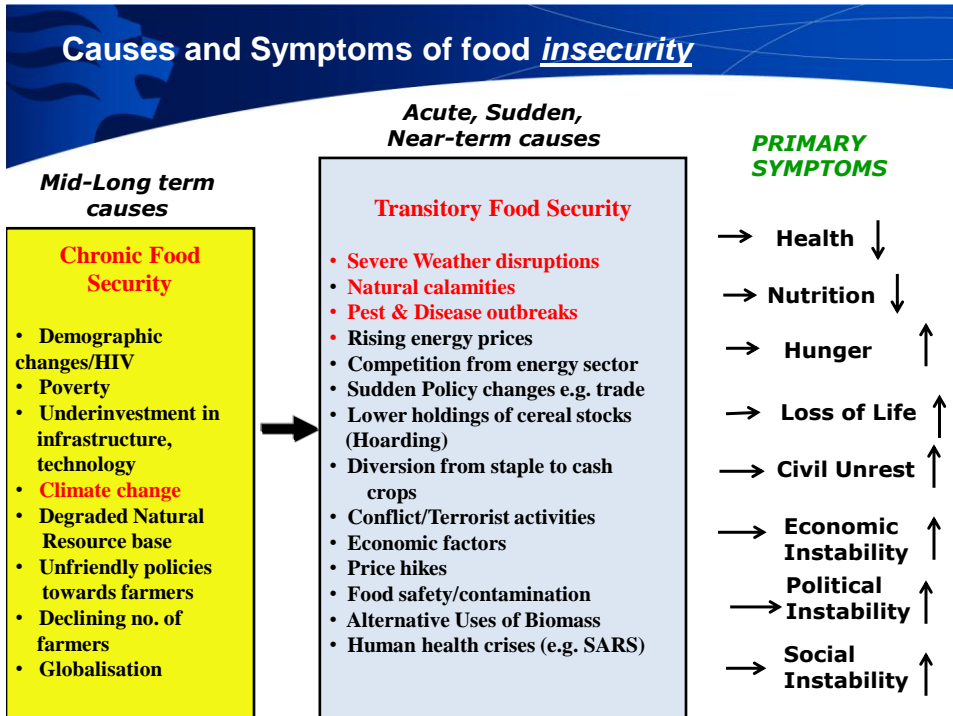 Causes and Symptoms of food insecurity
Acute, Sudden,
Near-term causes
Mid-Long term
causes
PRIMARY
SYMPTOMS
Chronic Food
Security
• Demographic
changes/HIV
• Poverty
• Underinvestment in
infrastructure,
technology
• Climate change
• Degraded Natural
Resource base
• Unfriendly policies
towards farmers
• Declining no. of
farmers
• Globalisation
Transitory Food Security
• Severe Weather disruptions
• Natural calamities
• Pest & Disease outbreaks
• Rising energy prices
• Competition from energy sector
• Sudden Policy changes e.g. trade
• Lower holdings of cereal stocks
(Hoarding)
• Diversion from staple to cash
crops
• Conflict/Terrorist activities
• Economic factors
• Price hikes
• Food safety/contamination
• Alternative Uses of Biomass
• Human health crises (e.g. SARS)
Health
Nutrition
Hunger
Loss of Life
Civil Unrest
Economic
Instability
Political
Instability
Social
Instability